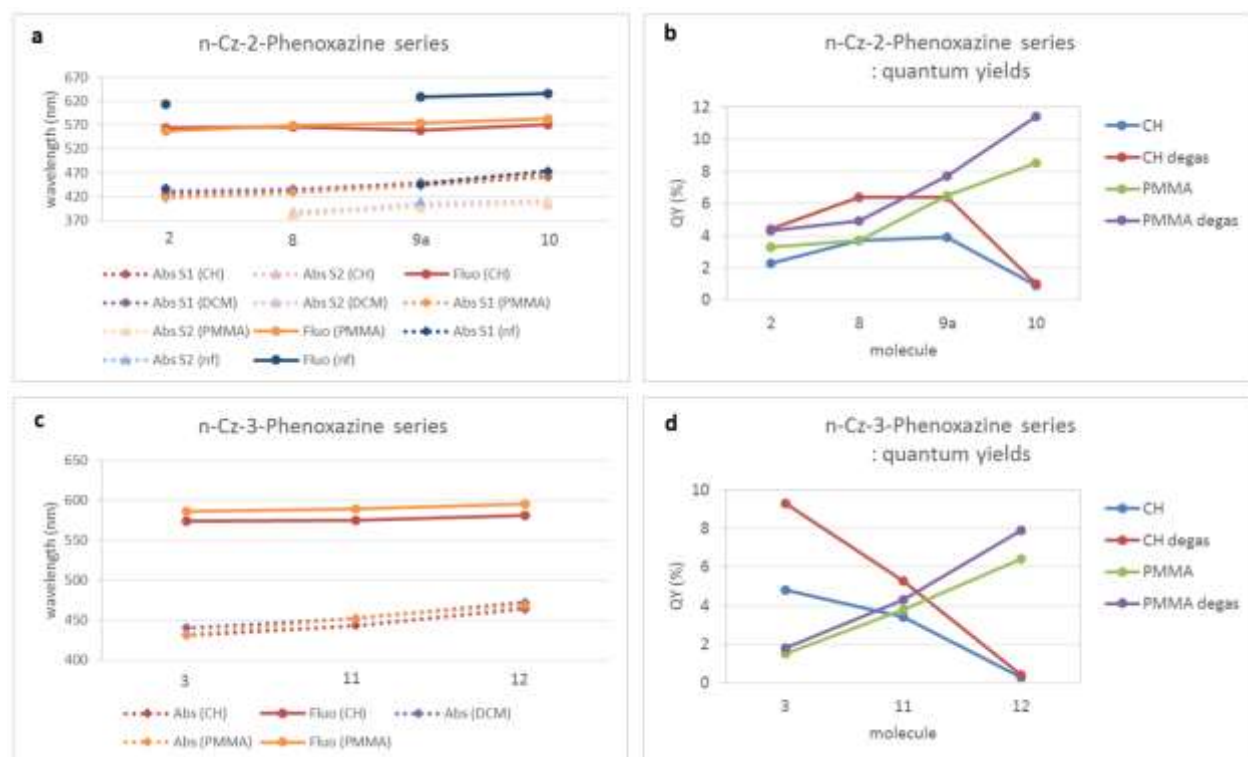 a
n-Cz-2-Phenoxazine series
670
620
570
520
470
420
370
wavelength (nm)
2 8 9a 10
Abs S1 (CH) Abs S2 (CH) Fluo (CH)
Abs S1 (DCM) Abs S2 (DCM) Abs S1 (PMMA)
Abs S2 (PMMA) Fluo (PMMA) Abs S1 (nf)
Abs S2 (nf) Fluo (nf)
b
n-Cz-2-Phenoxazine series
: quantum yields
12
10
8
6
4
2
0
QY (%)
2 8 9a 10
molecule
CH
CH degas
PMMA
PMMA degas
c
n-Cz-3-Phenoxazine series
650
600
550
500
450
400
wavelength (nm)
3 11 12
Abs (CH) Fluo (CH) Abs (DCM)
Abs (PMMA) Fluo (PMMA)
d
n-Cz-3-Phenoxazine series
: quantum yields
10
8
6
4
2
0
QY (%)
3 11 12
molecule
CH
CH degas
PMMA
PMMA degas